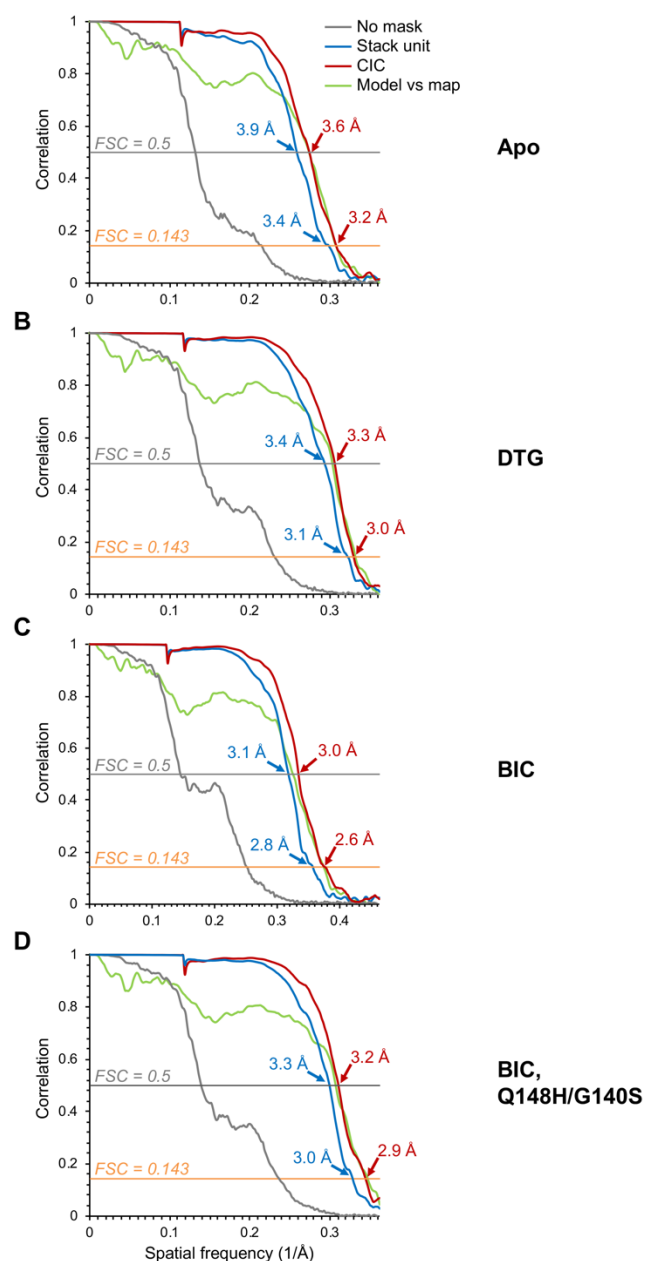 No mask
Stack unit
CIC
Model vs map
Correlation
1
0.8
0.6
0.4
0.2
0
FSC = 0.5
FSC = 0.143
3.9 Å
3.6 Å
3.4 Å
3.2 Å
0
0.1
0.2
0.3
Apo
B
Correlation
1
0.8
0.6
0.4
0.2
0
FSC = 0.5
FSC = 0.143
3.4 Å
3.3 Å
3.1 Å
3.0 Å
0
0.1
0.2
0.3
DTG
C
Correlation
1
0.8
0.6
0.4
0.2
0
FSC = 0.5
FSC = 0.143
3.1 Å
3.0 Å
2.8 Å
2.6 Å
0
0.1
0.2
0.3
0.4
BIC
D
Correlation
1
0.8
0.6
0.4
0.2
0
FSC = 0.5
FSC = 0.143
3.3 Å
3.2 Å
3.0 Å
2.9 Å
0
0.1
0.2
0.3
Spatial frequency (1/Å)
BIC,
Q148H/G140S